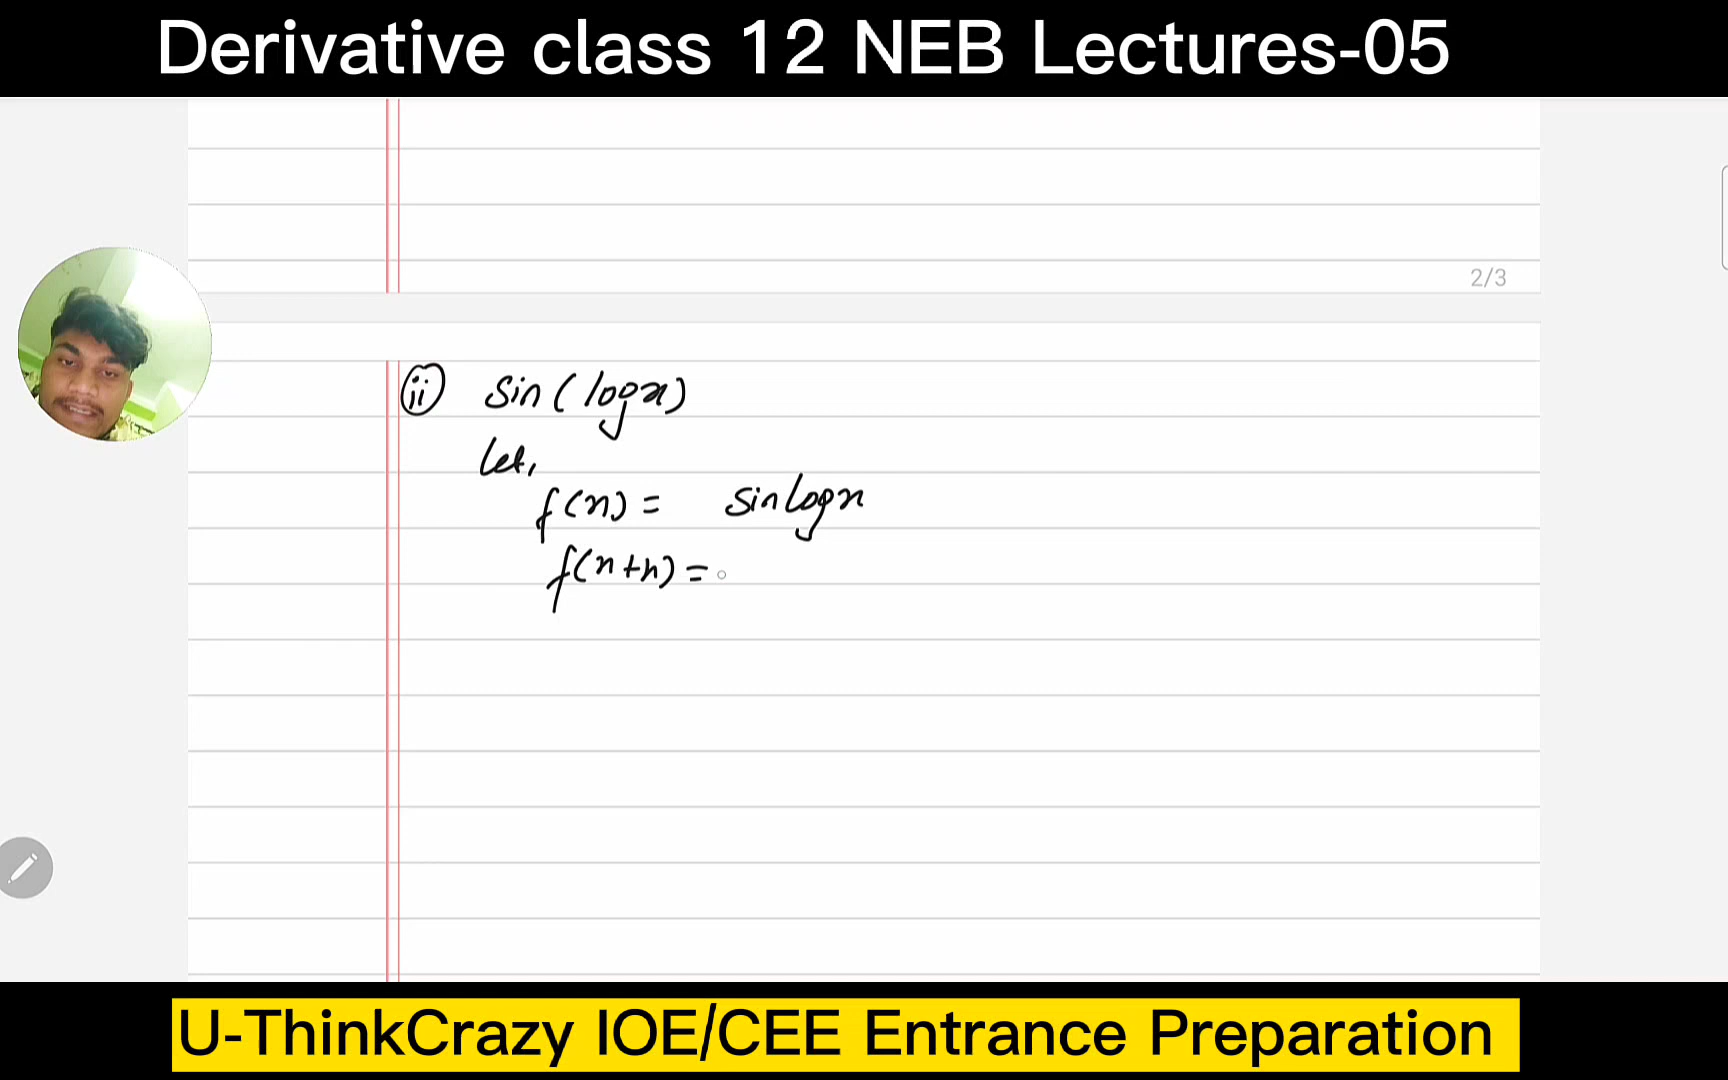 Derivative class 12 NEB Lectures-05
2/3
(ii) Sin ( logx)
let,
f(x) = sinlogx
f(x+h) =
U-ThinkCrazy IOE/CEE Entrance Preparation